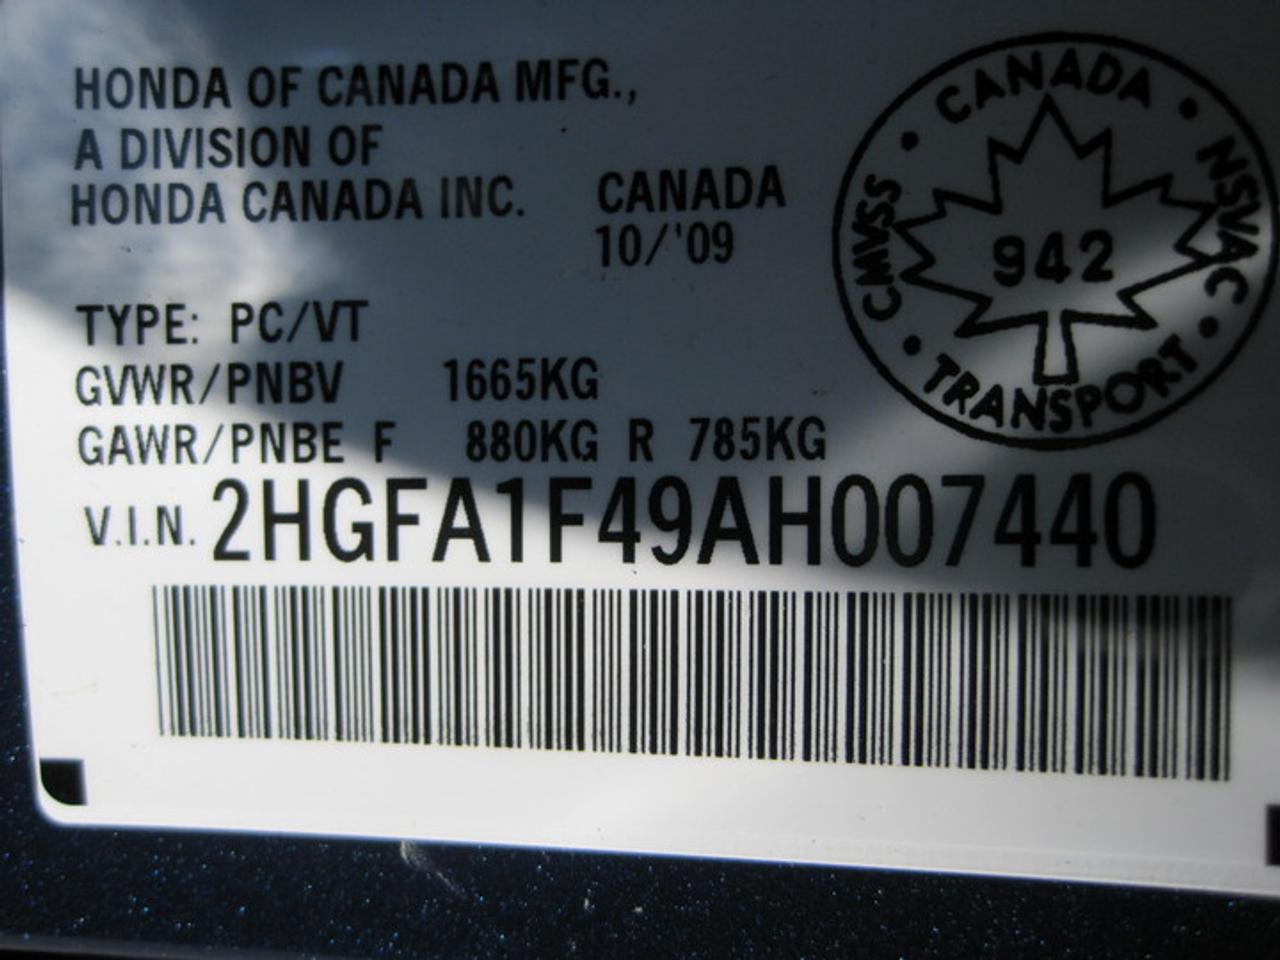 HONDA OF CANADA MFG.,
A DIVISION OF
HONDA CANADA INC. CANADA
10/'09
TYPE: PC/VT
GVWR/PNBV 1665KG
GAWR/PNBE F 880KG R 785KG
V.I.N. 2HGFA1F49AH007440
CANADA • NSVAC • TRANSPORT • CMVSS •
942